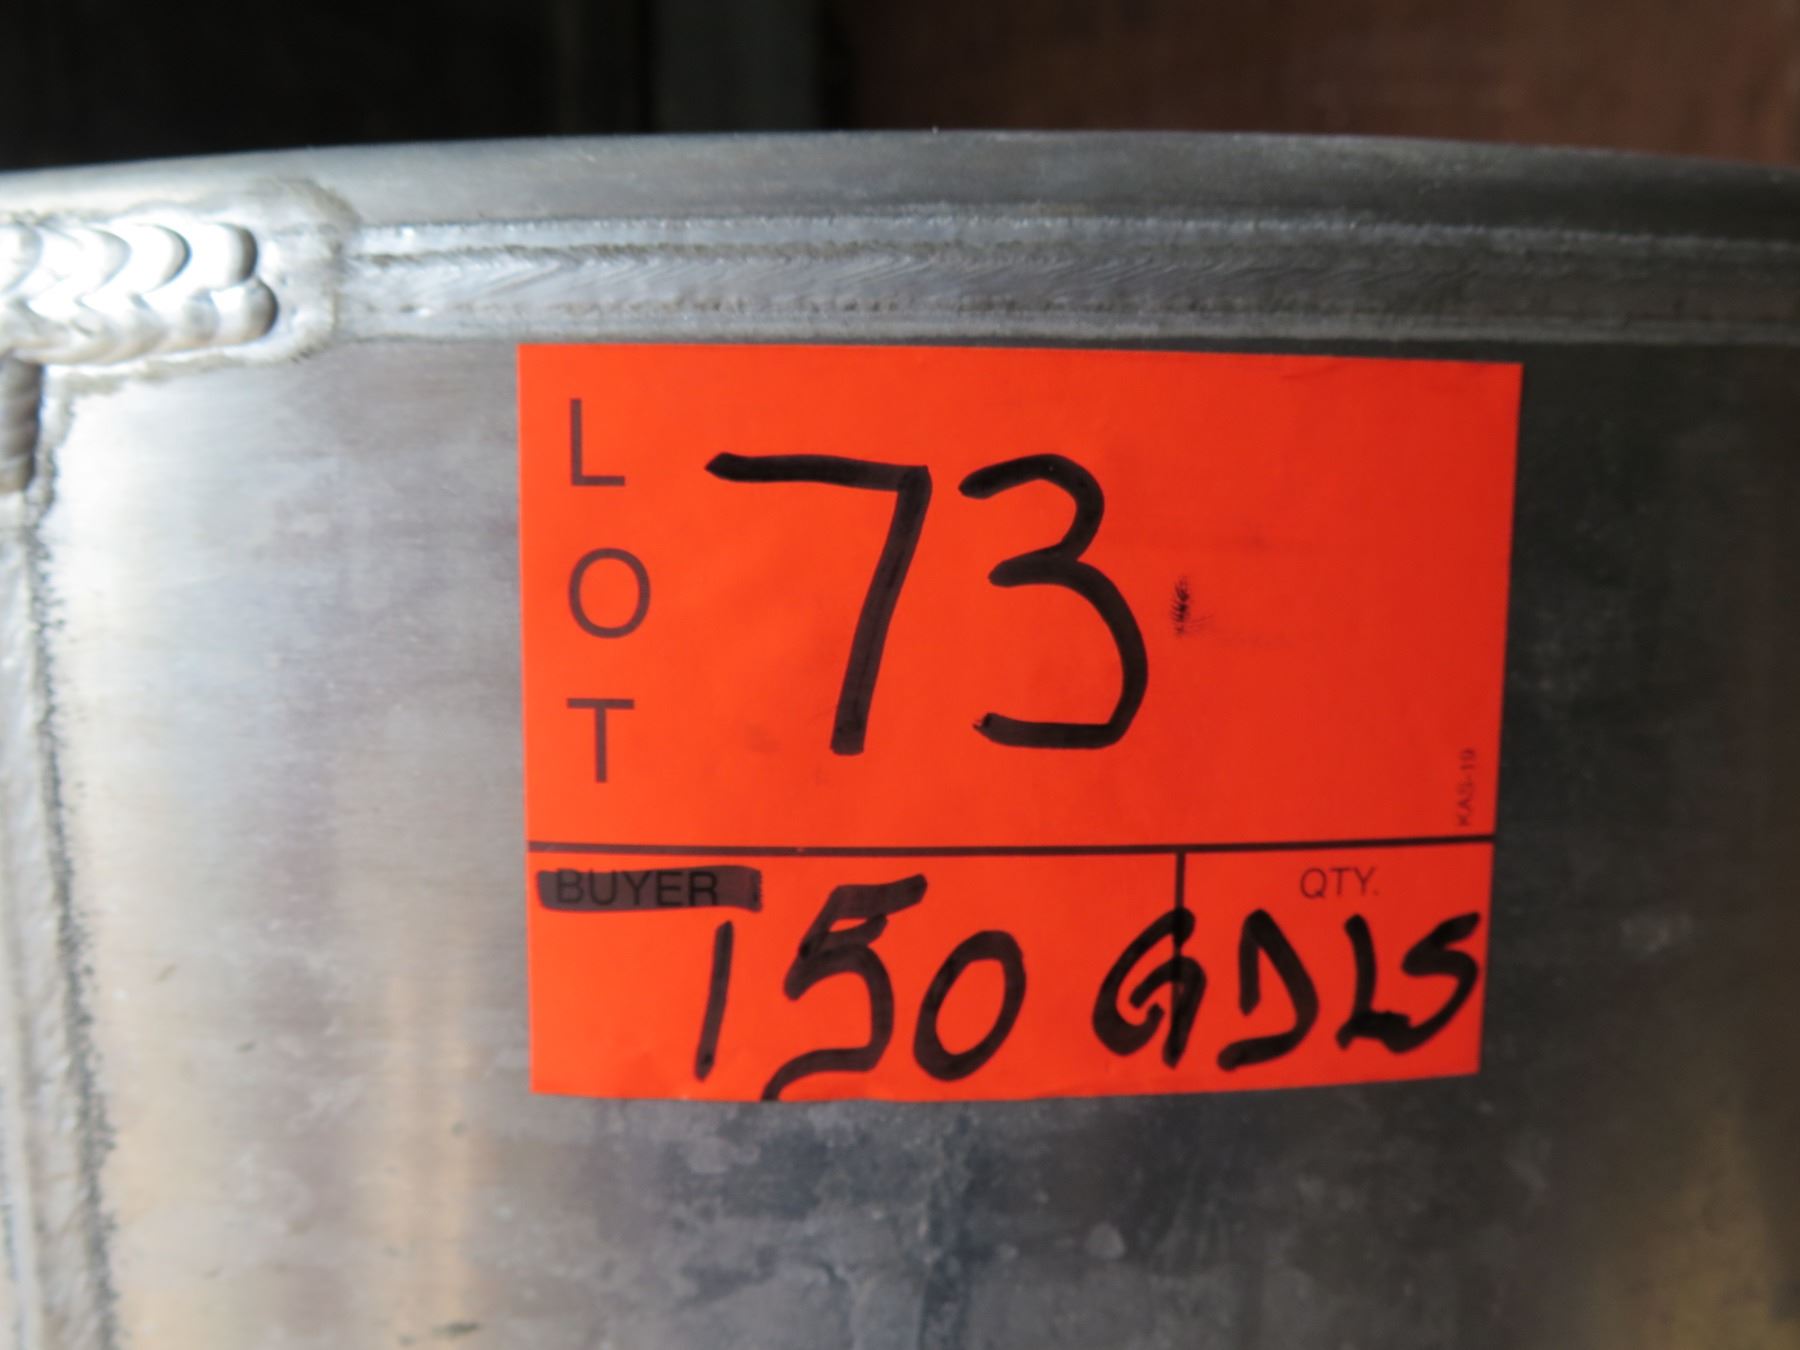 LOT 73
KAS-19
BUYER QTY.
150 GDLS